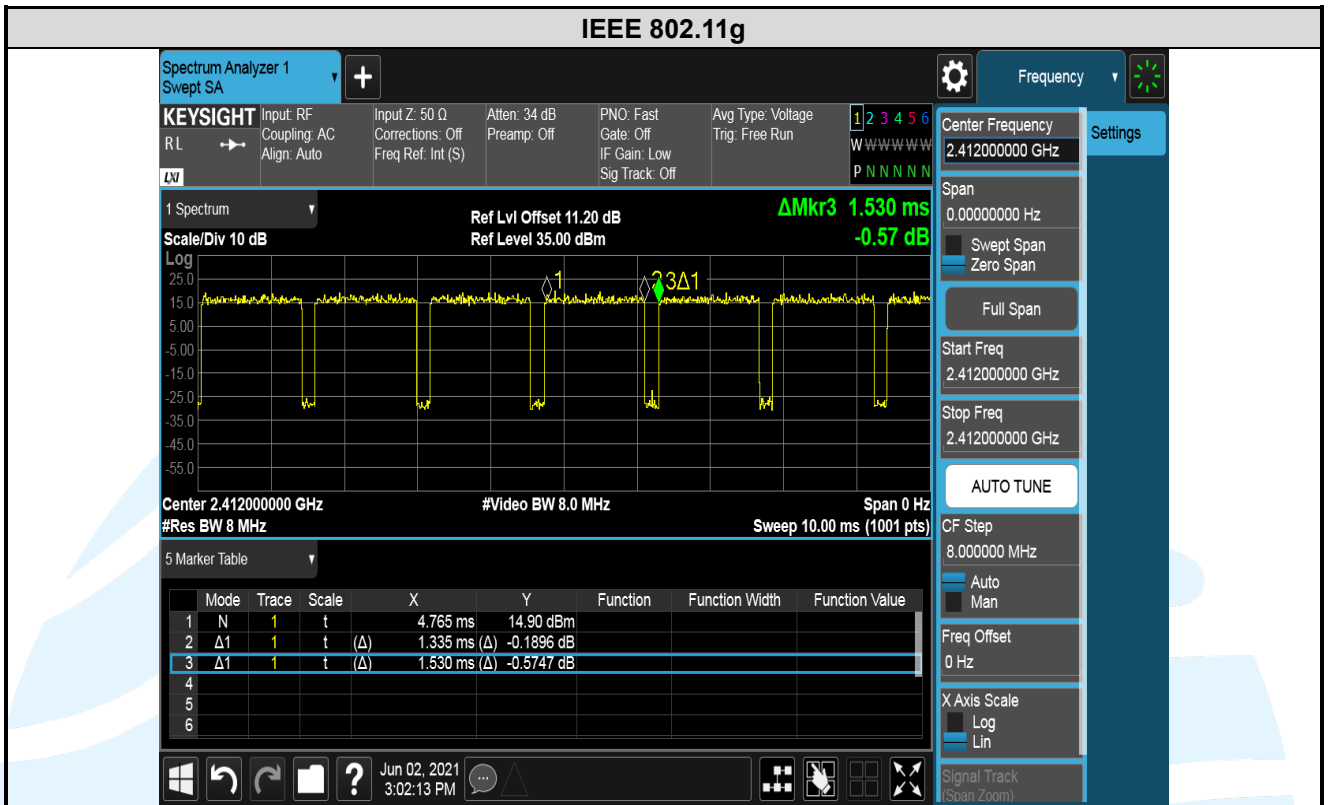 IEEE 802.11g
Spectrum Analyzer 1
Swept SA
Frequency
KEYSIGHT
R L
LXI
Input: RF
Coupling: AC
Align: Auto
Input Z: 50 Ω
Corrections: Off
Freq Ref: Int (S)
Atten: 34 dB
Preamp: Off
PNO: Fast
Gate: Off
IF Gain: Low
Sig Track: Off
Avg Type: Voltage
Trig: Free Run
1 2 3 4 5 6
W W W W W W
P N N N N N
1 Spectrum
Scale/Div 10 dB
Ref Lvl Offset 11.20 dB
Ref Level 35.00 dBm
ΔMkr3 1.530 ms
-0.57 dB
Log
25.0
15.0
5.00
-5.00
-15.0
-25.0
-35.0
-45.0
-55.0
1
3Δ1
Center 2.412000000 GHz
#Video BW 8.0 MHz
Span 0 Hz
#Res BW 8 MHz
Sweep 10.00 ms (1001 pts)
5 Marker Table
Mode Trace Scale X Y Function Function Width Function Value
1 N 1 t 4.765 ms 14.90 dBm
2 Δ1 1 t (Δ) 1.335 ms (Δ) -0.1896 dB
3 Δ1 1 t (Δ) 1.530 ms (Δ) -0.5747 dB
4
5
6
Jun 02, 2021
3:02:13 PM
Center Frequency
2.412000000 GHz
Settings
Span
0.00000000 Hz
Swept Span
Zero Span
Full Span
Start Freq
2.412000000 GHz
Stop Freq
2.412000000 GHz
AUTO TUNE
CF Step
8.000000 MHz
Auto
Man
Freq Offset
0 Hz
X Axis Scale
Log
Lin
Signal Track
(Span Zoom)